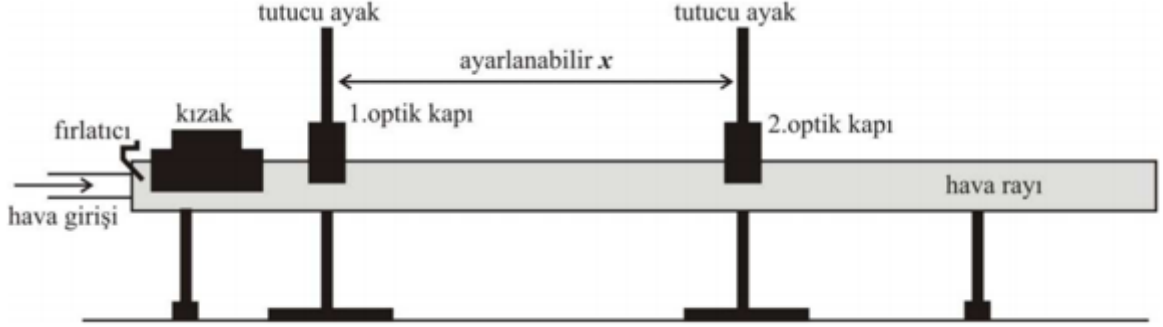 tutucu ayak
tutucu ayak
ayarlanabilir x
kızak
1.optik kapı
fırlatıcı
2.optik kapı
hava rayı
hava girişi